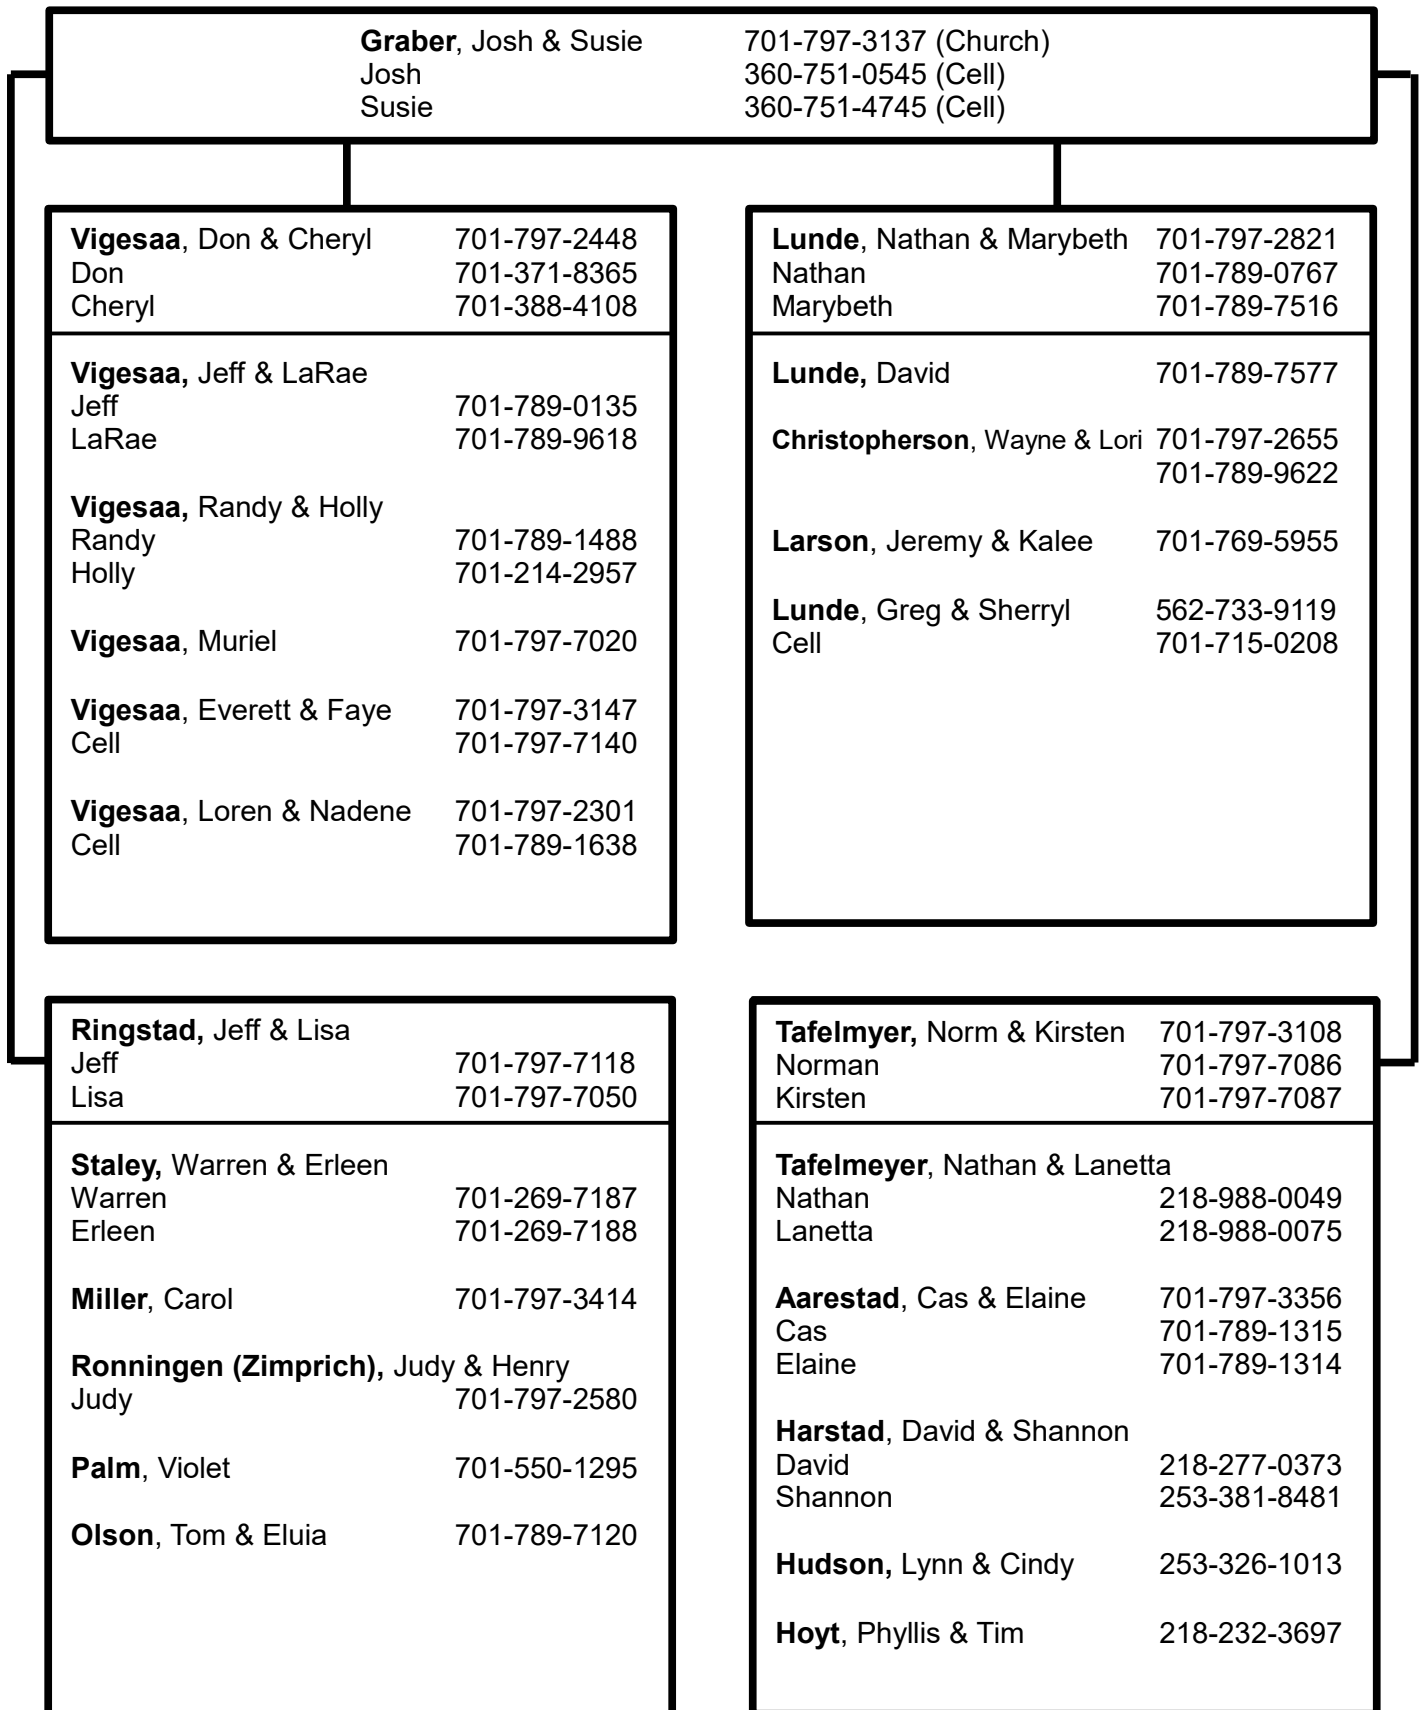 Graber, Josh & Susie 701-797-3137 (Church)
Josh 360-751-0545 (Cell)
Susie 360-751-4745 (Cell)
Vigesaa, Don & Cheryl 701-797-2448
Don 701-371-8365
Cheryl 701-388-4108
Vigesaa, Jeff & LaRae
Jeff 701-789-0135
LaRae 701-789-9618
Vigesaa, Randy & Holly
Randy 701-789-1488
Holly 701-214-2957
Vigesaa, Muriel 701-797-7020
Vigesaa, Everett & Faye 701-797-3147
Cell 701-797-7140
Vigesaa, Loren & Nadene 701-797-2301
Cell 701-789-1638
Lunde, Nathan & Marybeth 701-797-2821
Nathan 701-789-0767
Marybeth 701-789-7516
Lunde, David 701-789-7577
Christopherson, Wayne & Lori 701-797-2655
701-789-9622
Larson, Jeremy & Kalee 701-769-5955
Lunde, Greg & Sherryl 562-733-9119
Cell 701-715-0208
Ringstad, Jeff & Lisa
Jeff 701-797-7118
Lisa 701-797-7050
Staley, Warren & Erleen
Warren 701-269-7187
Erleen 701-269-7188
Miller, Carol 701-797-3414
Ronningen (Zimprich), Judy & Henry
Judy 701-797-2580
Palm, Violet 701-550-1295
Olson, Tom & Eluia 701-789-7120
Tafelmyer, Norm & Kirsten 701-797-3108
Norman 701-797-7086
Kirsten 701-797-7087
Tafelmeyer, Nathan & Lanetta
Nathan 218-988-0049
Lanetta 218-988-0075
Aarestad, Cas & Elaine 701-797-3356
Cas 701-789-1315
Elaine 701-789-1314
Harstad, David & Shannon
David 218-277-0373
Shannon 253-381-8481
Hudson, Lynn & Cindy 253-326-1013
Hoyt, Phyllis & Tim 218-232-3697